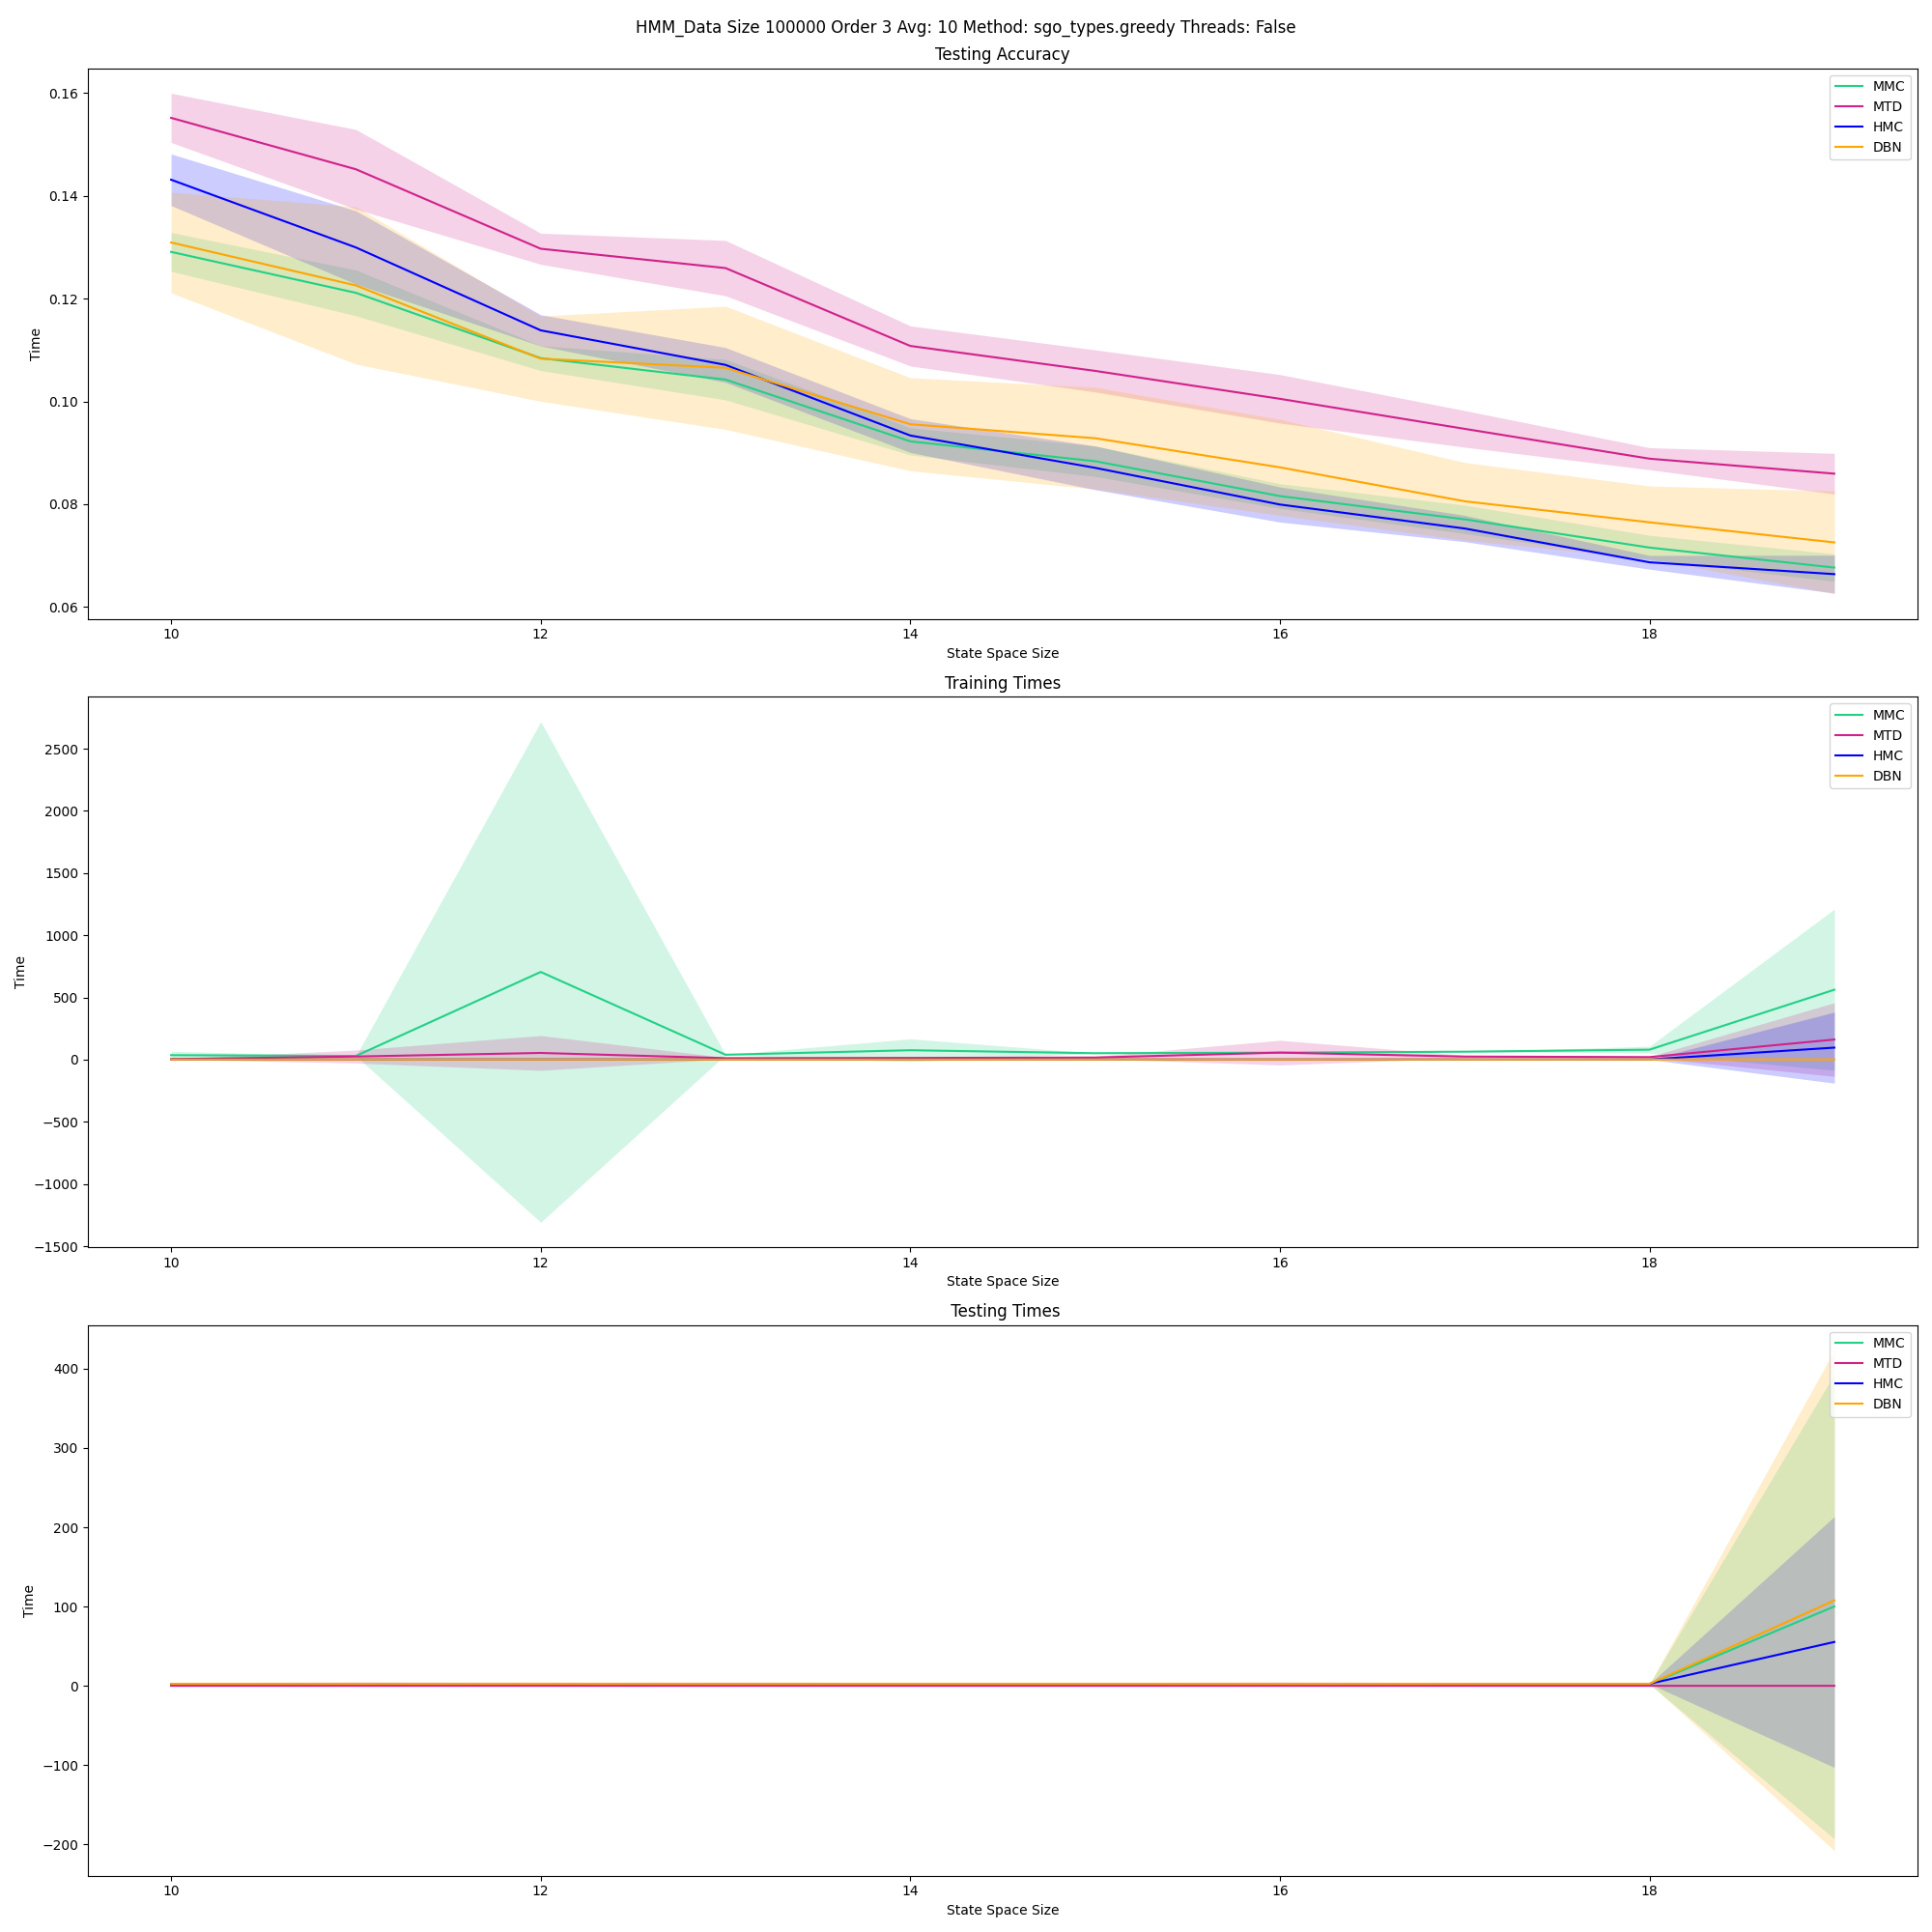 HMM_Data Size 100000 Order 3 Avg: 10 Method: sgo_types.greedy Threads: False
Testing Accuracy
0.16
0.14
0.12
0.10
0.08
0.06
Time
MMC
MTD
HMC
DBN
10 12 14 16 18
State Space Size
Training Times
2500
2000
1500
1000
500
0
−500
−1000
−1500
Time
MMC
MTD
HMC
DBN
10 12 14 16 18
State Space Size
Testing Times
400
300
200
100
0
−100
−200
Time
MMC
MTD
HMC
DBN
10 12 14 16 18
State Space Size